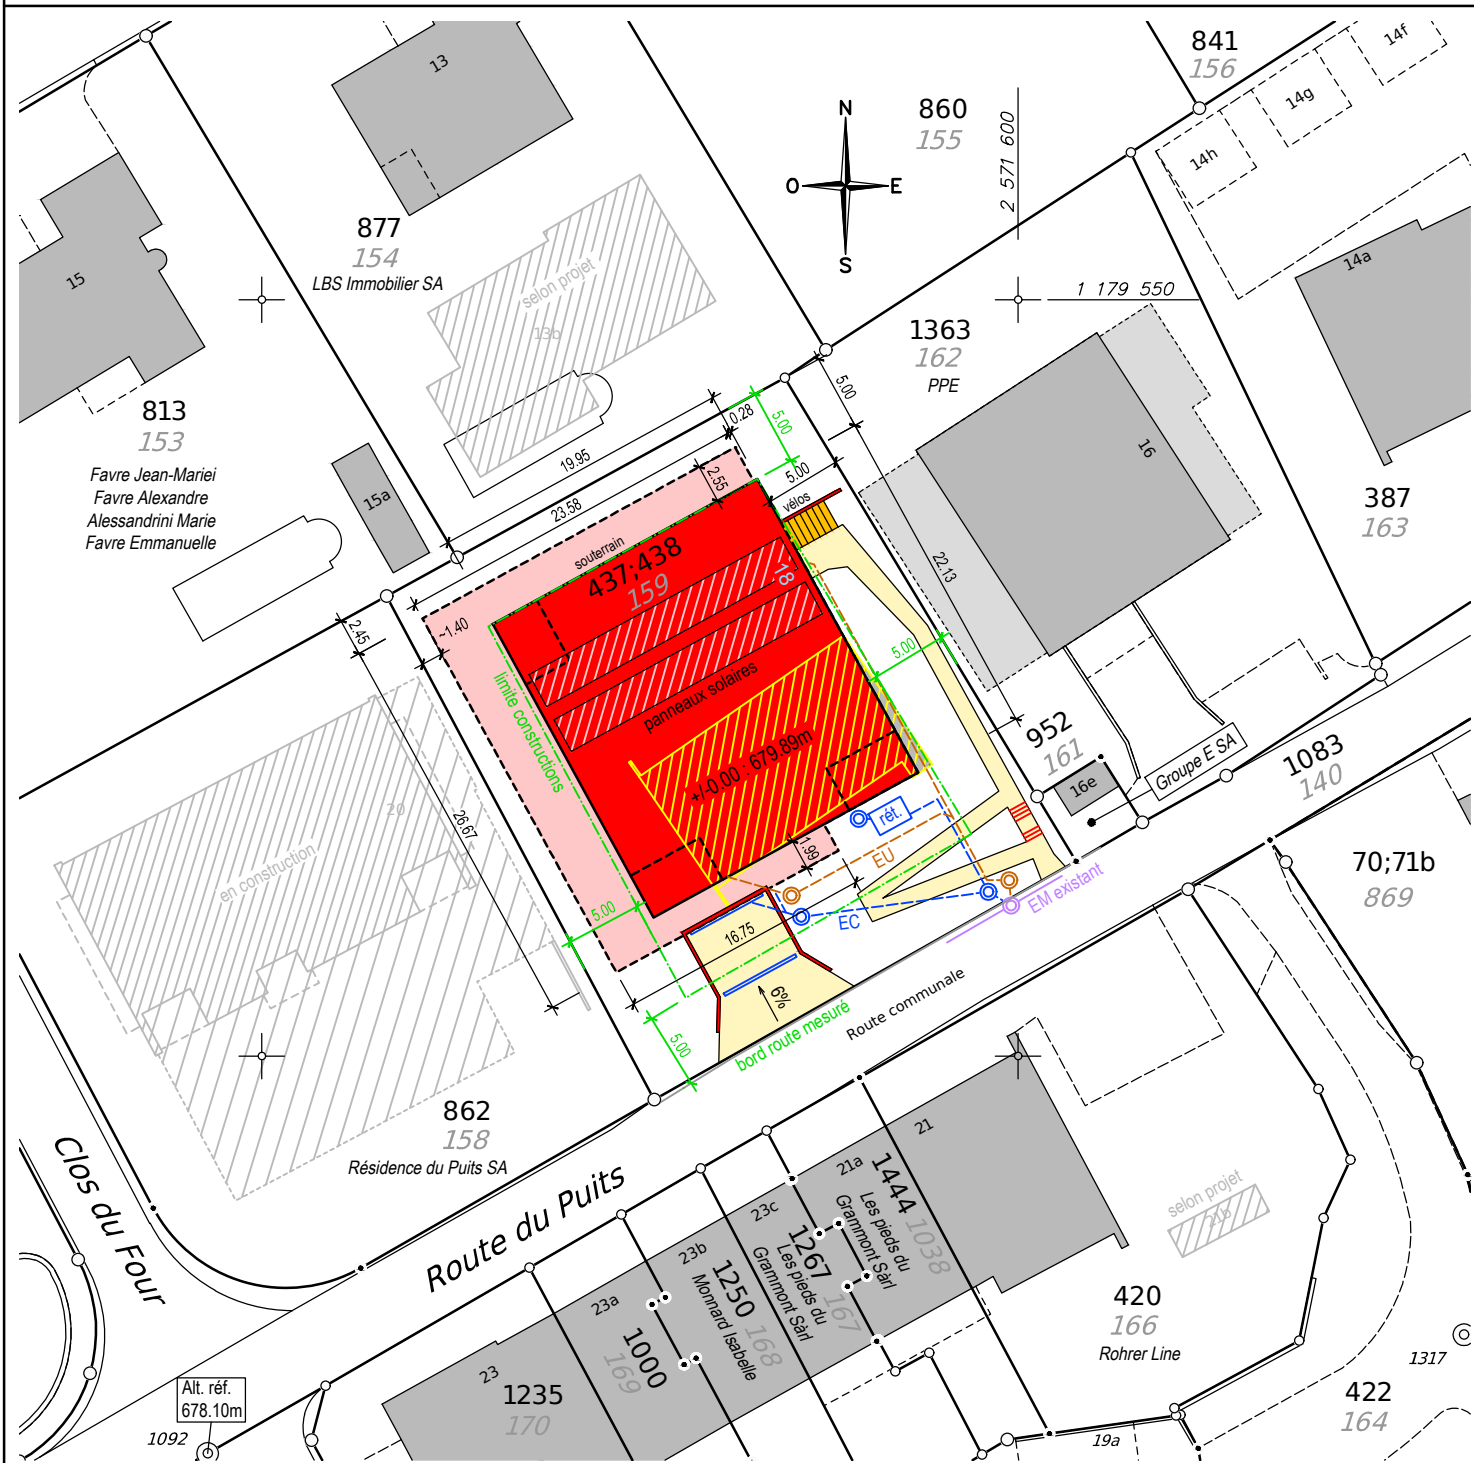 13
841
156
14f
14g
14h
860
155
2 571 600
N
O
E
S
15
877
154
LBS Immobilier SA
selon projet
13b
14a
1 179 550
1363
162
PPE
16
813
153
Favre Jean-Mariei
Favre Alexandre
Alessandrini Marie
Favre Emmanuelle
15a
5.00
0.28
5.00
19.95
23.58
2.55
5.00
vélos
387
163
souterrain
437;438
159
18
22.13
~1.40
2.45
5.00
limite constructions
panneaux solaires
+/-0.00 : 679.89m
952
161
16e
Groupe E SA
1083
140
20
en construction
26.67
rét.
1.99
EU
EC
EM existant
70;71b
869
5.00
16.75
6%
5.00
bord route mesuré
Route communale
862
158
Résidence du Puits SA
Clos du Four
Route du Puits
21
21a
1444
1038
Les pieds du
Grammont Sàrl
23c
1267
167
Les pieds du
Grammont Sàrl
23b
1250
168
Monnard Isabelle
23a
1000
169
23
1235
170
selon projet
21b
420
166
Rohrer Line
1317
422
164
19a
Alt. réf.
678.10m
1092